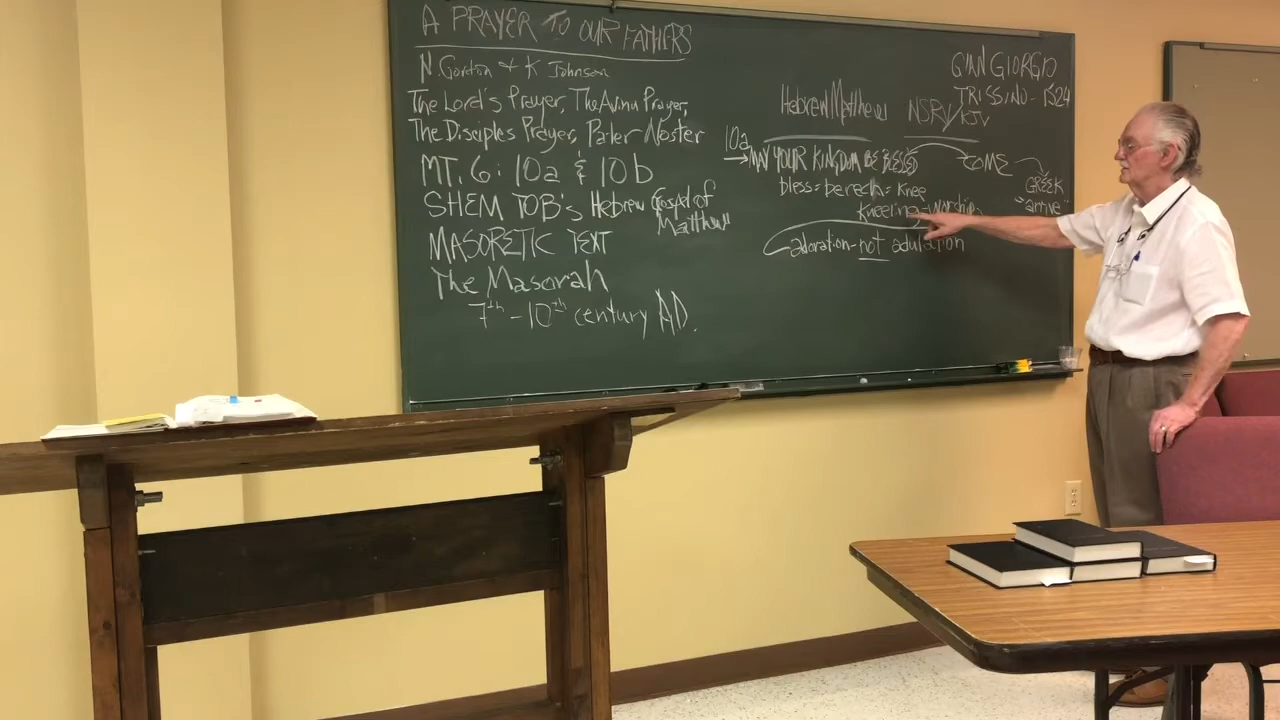 A PRAYER TO OUR FATHERS
N. Gordon & K Johnson
The Lord's Prayer, The Avinu Prayer,
The Disciples Prayer, Pater Noster
MT. 6: 10a & 10b
SHEM TOB's Hebrew Gospel of
Matthew
MASORETIC TEXT
The Masorah
7th - 10th century AD.
GIAN GIORGIO
TRISSINO - 1524
Hebrew Matthew NSRV/KJV
10a
MAY YOUR KINGDOM BE BLESSED COME
GREEK
"arrive"
bless = berecha = Knee
Kneering = worship
adoration - not adulation